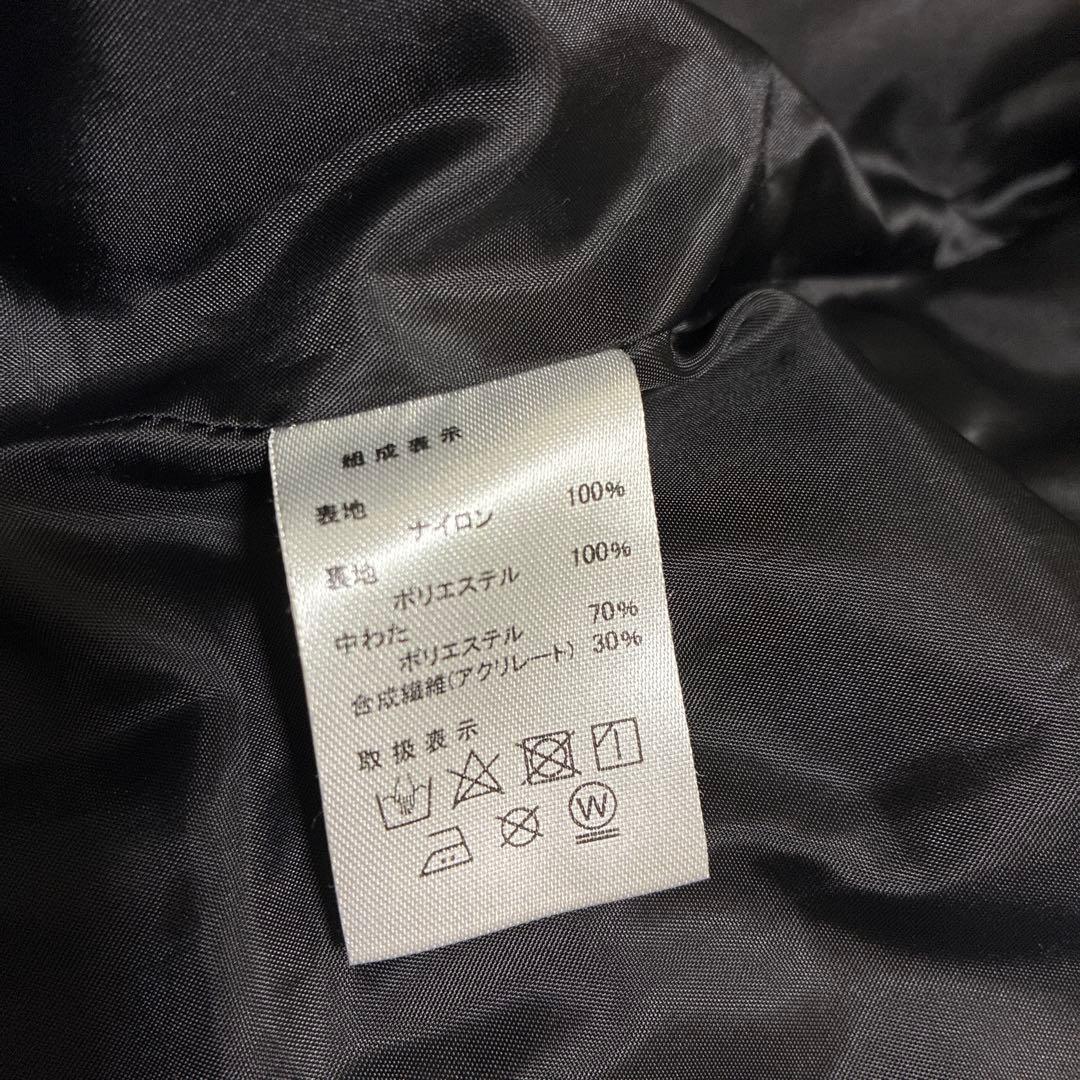 組成表示
表地
ナイロン 100%
裏地
ポリエステル 100%
中わた
ポリエステル 70%
合成繊維(アクリレート) 30%
取扱表示
W